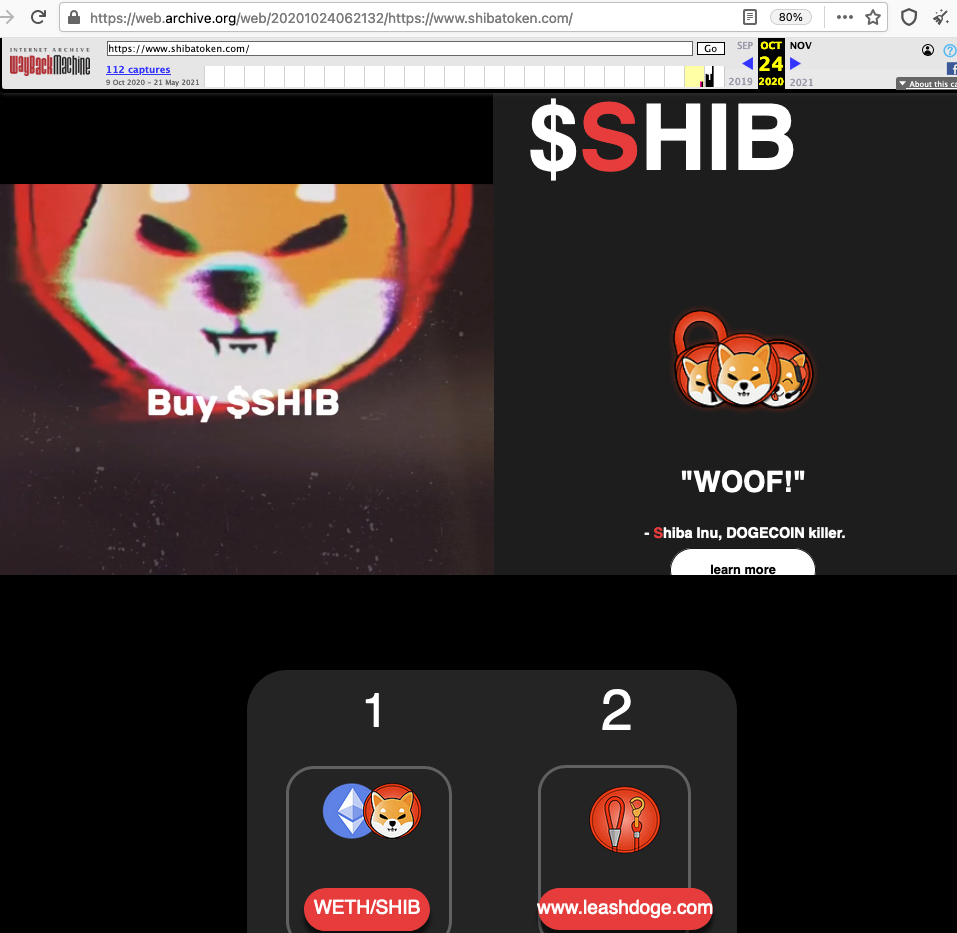 https://web.archive.org/web/20201024062132/https://www.shibatoken.com/
80%
INTERNET ARCHIVE
WayBackMachine
https://www.shibatoken.com/
Go
SEP OCT NOV
112 captures
24
9 Oct 2020 – 21 May 2021
2019 2020 2021
About this ca
$SHIB
Buy $SHIB
"WOOF!"
- Shiba Inu, DOGECOIN killer.
learn more
1 2
WETH/SHIB
www.leashdoge.com